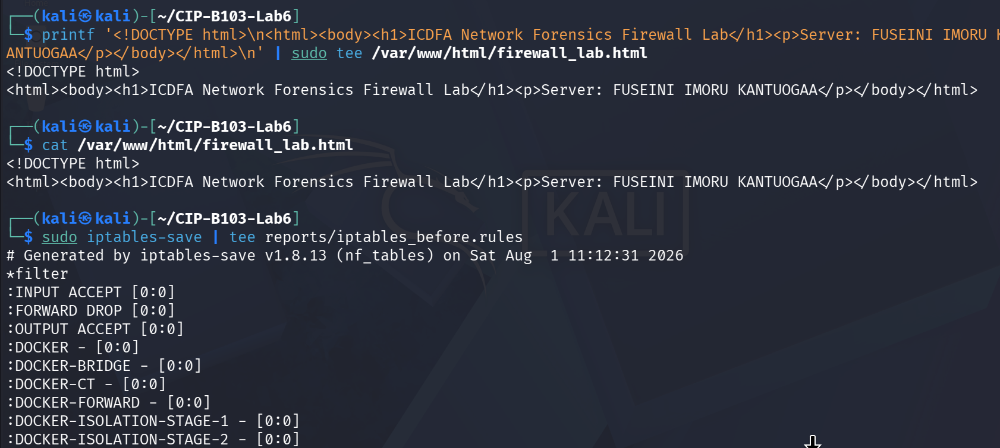 ┌──(kali㉿kali)-[~/CIP-B103-Lab6]
└─$ printf '<!DOCTYPE html>\n<html><body><h1>ICDFA Network Forensics Firewall Lab</h1><p>Server: FUSEINI IMORU K
ANTUOGAA</p></body></html>\n' | sudo tee /var/www/html/firewall_lab.html
<!DOCTYPE html>
<html><body><h1>ICDFA Network Forensics Firewall Lab</h1><p>Server: FUSEINI IMORU KANTUOGAA</p></body></html>
┌──(kali㉿kali)-[~/CIP-B103-Lab6]
└─$ cat /var/www/html/firewall_lab.html
<!DOCTYPE html>
<html><body><h1>ICDFA Network Forensics Firewall Lab</h1><p>Server: FUSEINI IMORU KANTUOGAA</p></body></html>
┌──(kali㉿kali)-[~/CIP-B103-Lab6]
└─$ sudo iptables-save | tee reports/iptables_before.rules
# Generated by iptables-save v1.8.13 (nf_tables) on Sat Aug  1 11:12:31 2026
*filter
:INPUT ACCEPT [0:0]
:FORWARD DROP [0:0]
:OUTPUT ACCEPT [0:0]
:DOCKER - [0:0]
:DOCKER-BRIDGE - [0:0]
:DOCKER-CT - [0:0]
:DOCKER-FORWARD - [0:0]
:DOCKER-ISOLATION-STAGE-1 - [0:0]
:DOCKER-ISOLATION-STAGE-2 - [0:0]
KALI
Home